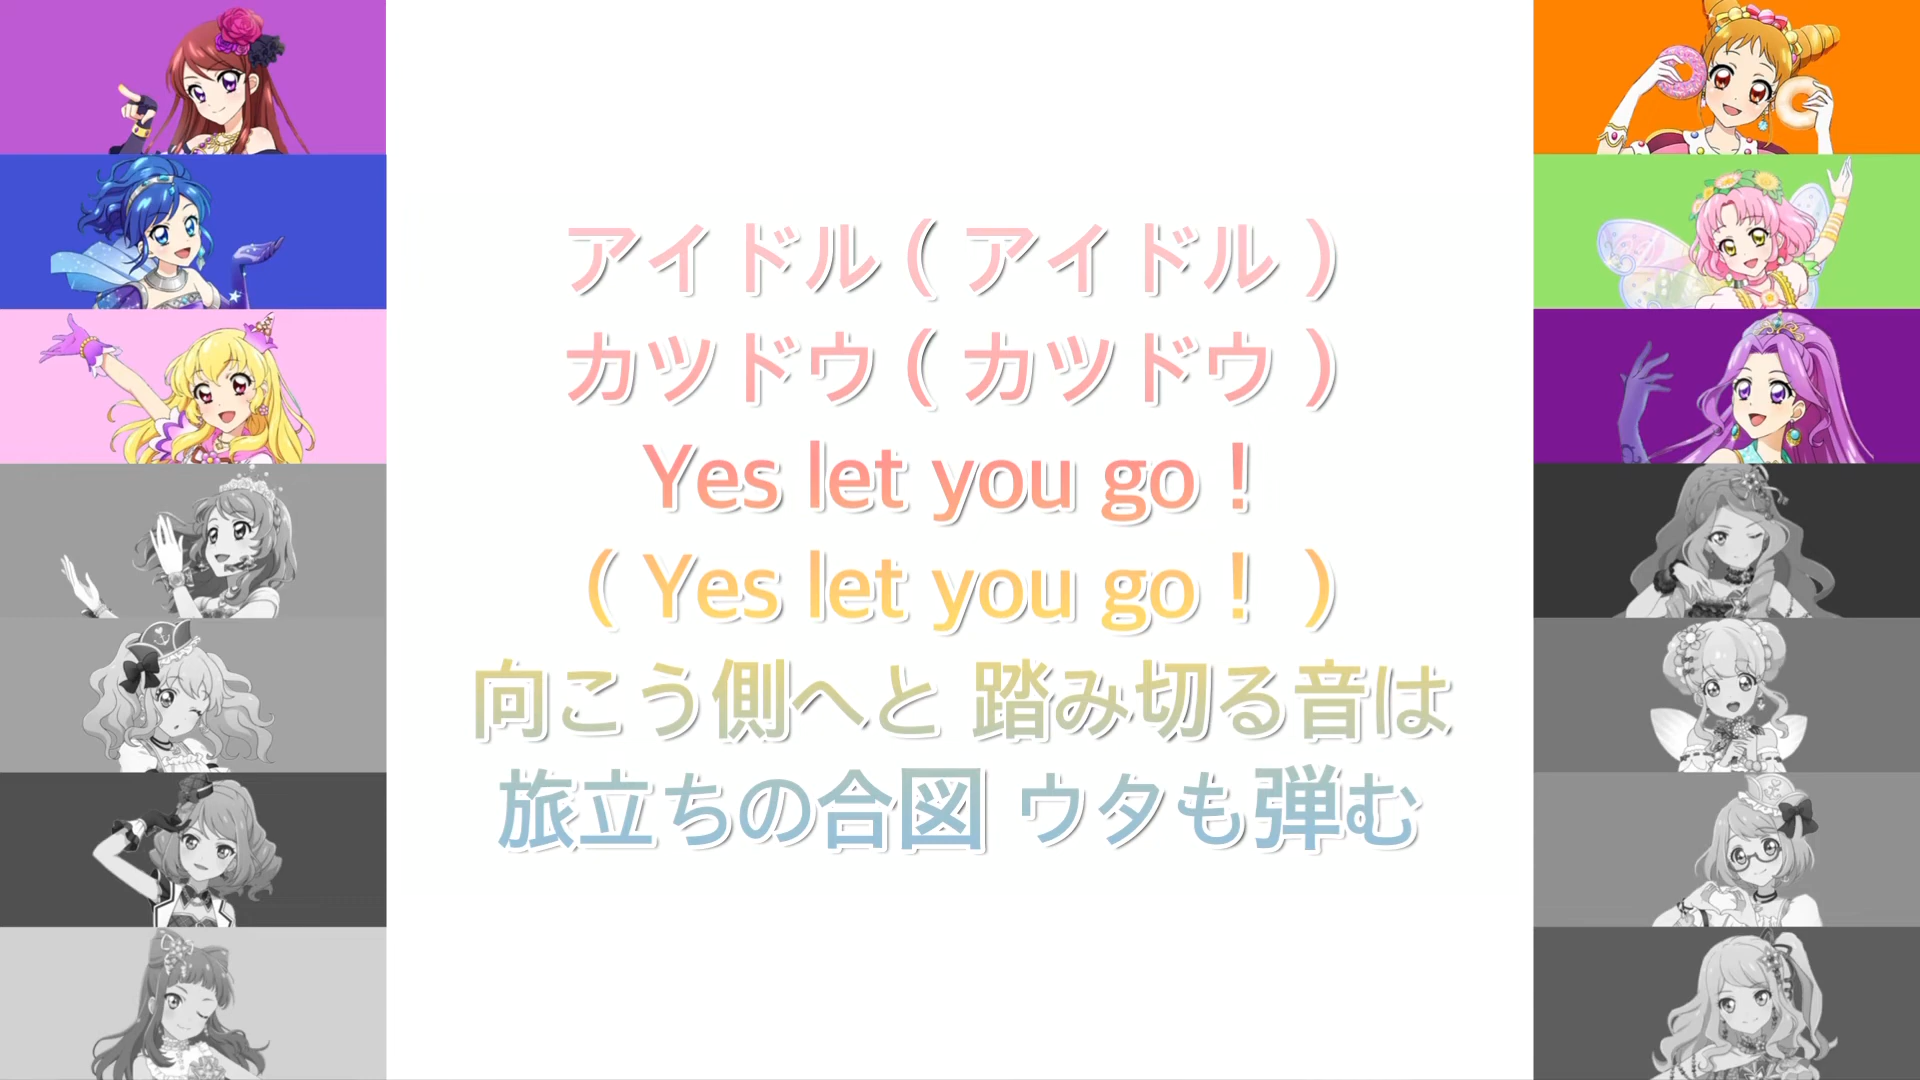 アイドル ( アイドル )
カツドウ ( カツドウ )
Yes let you go !
( Yes let you go ! )
向こう側へと 踏み切る音は
旅立ちの合図 ウタも弾む